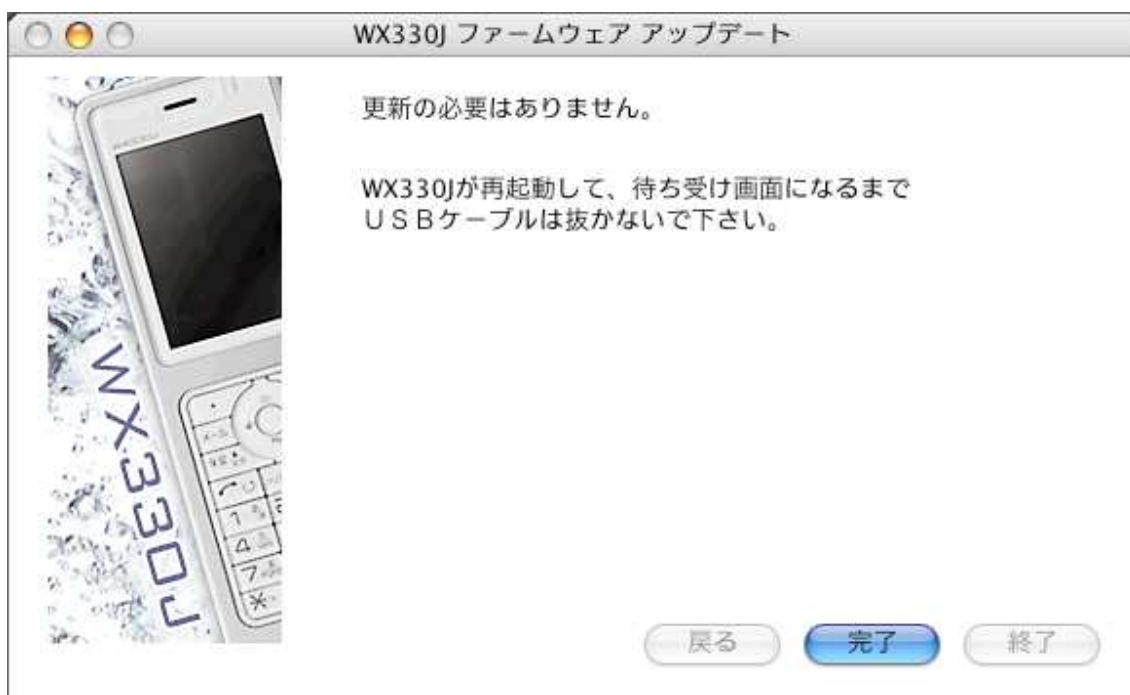 WX330J ファームウェア アップデート
更新の必要はありません。
WX330Jが再起動して、待ち受け画面になるまで
ＵＳＢケーブルは抜かないで下さい。
WX330J
1
4
7
*
戻る
完了
終了